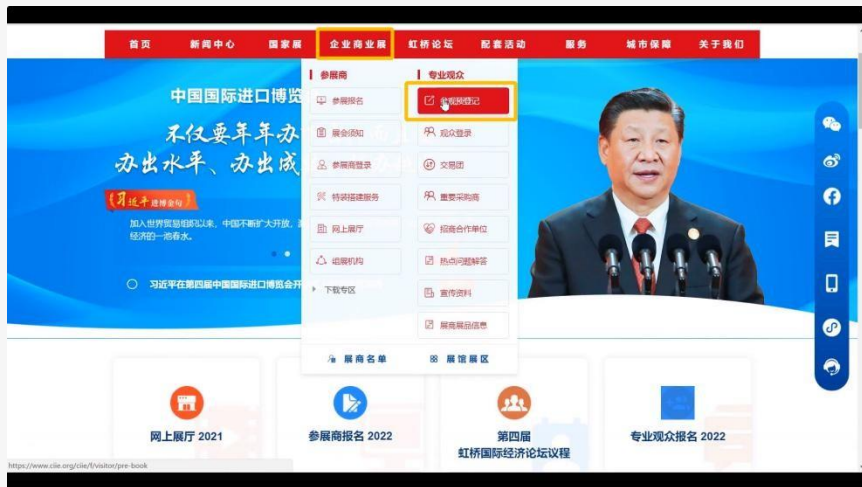 首页 新闻中心 国家展 企业商业展 虹桥论坛 配套活动 服务 城市保障 关于我们
中国国际进口博览
不仅要年年办
办出水平、办出成
习近平进博金句
加入世界贸易组织以来，中国不断扩大开放，
经济的一池春水。
习近平在第四届中国国际进口博览会开
参展商
参展报名
展会须知
参展商登录
特装搭建服务
网上展厅
组展机构
下载专区
展商名单
专业观众
参观预登记
观众登录
交易团
重要采购商
招商合作单位
热点问题解答
宣传资料
展商展品信息
展馆展区
网上展厅 2021
参展商报名 2022
第四届
虹桥国际经济论坛议程
专业观众报名 2022
https://www.ciie.org/ciie/f/visitor/pre-book